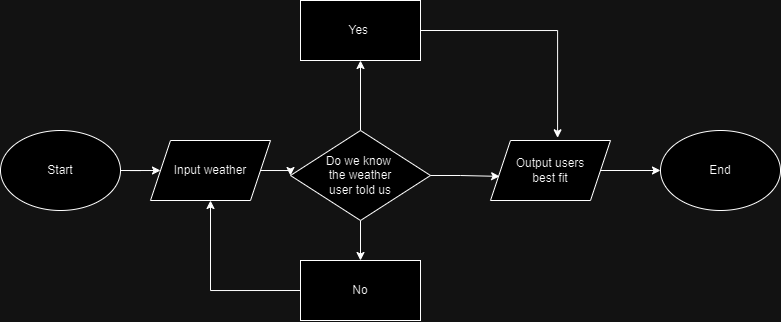 Yes
Start
Input weather
Do we know
the weather
user told us
Output users
best fit
End
No